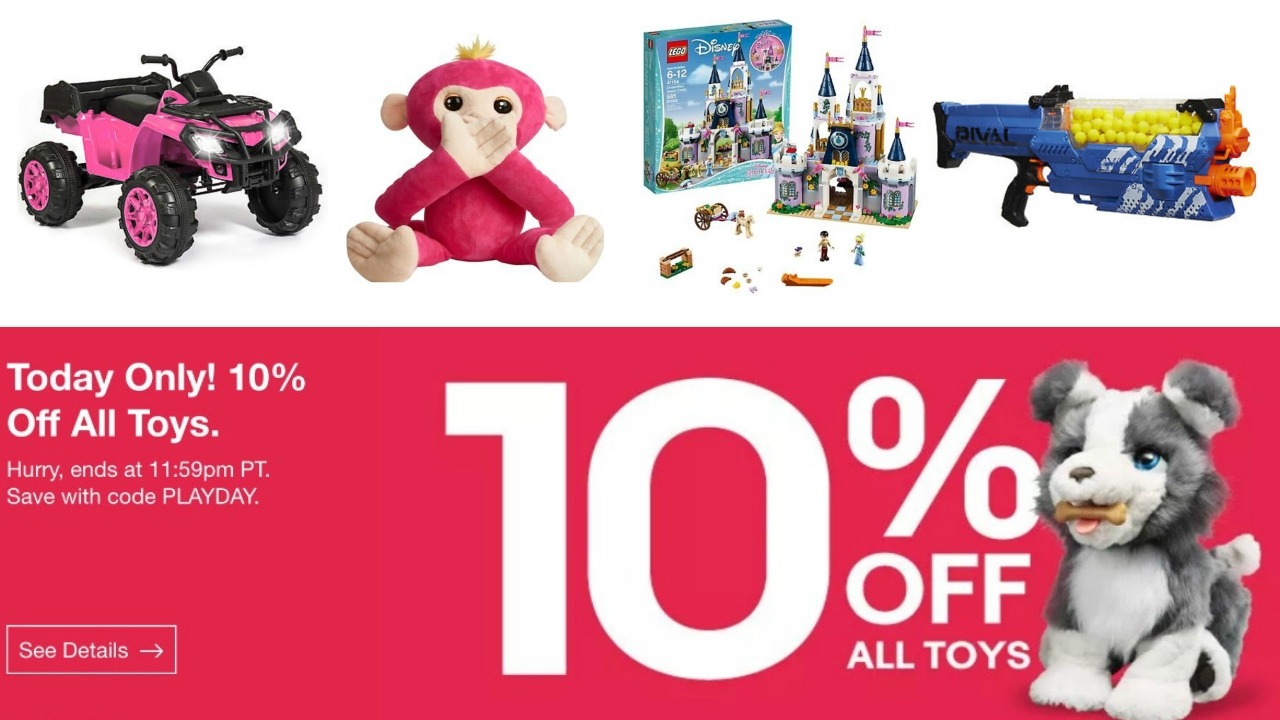 LEGO Disney
6-12
41154
RIVAL
Today Only! 10%
Off All Toys.
Hurry, ends at 11:59pm PT.
Save with code PLAYDAY.
See Details →
10%
OFF
ALL TOYS